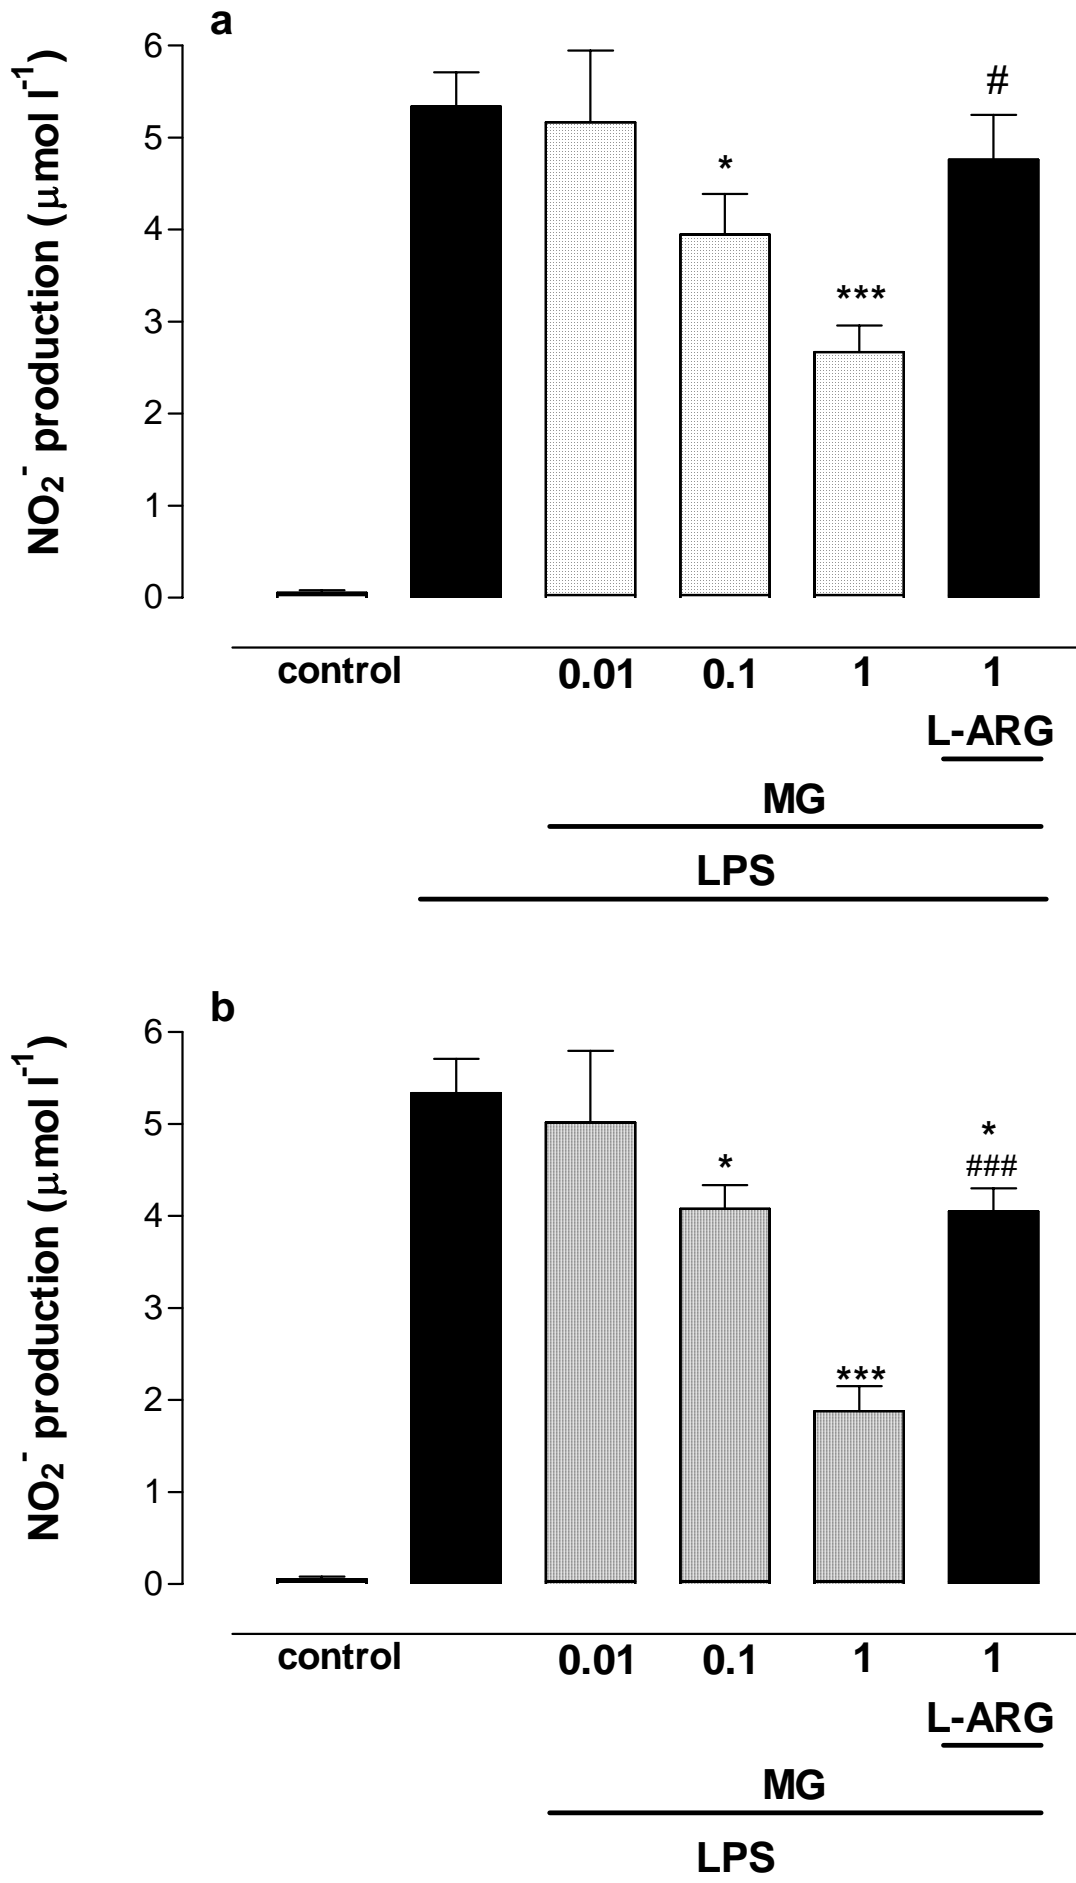 a
NO₂⁻ production (μmol l⁻¹)
6
5
4
3
2
1
0
*
***
#
control 0.01 0.1 1 1
L-ARG
MG
LPS
b
NO₂⁻ production (μmol l⁻¹)
6
5
4
3
2
1
0
*
***
*
###
control 0.01 0.1 1 1
L-ARG
MG
LPS